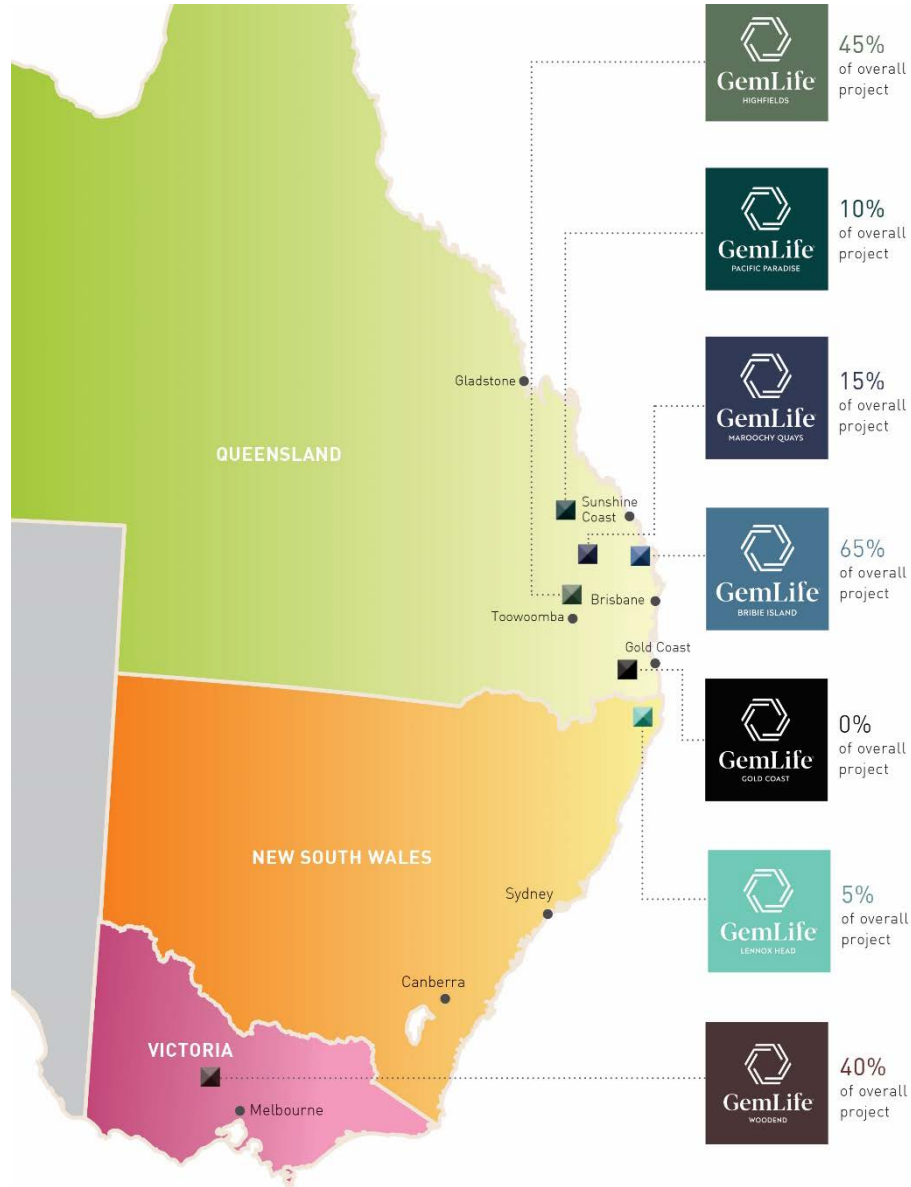 GemLife
HIGHFIELDS
45%
of overall
project
GemLife
PACIFIC PARADISE
10%
of overall
project
GemLife
MAROOCHY QUAYS
15%
of overall
project
Gladstone
QUEENSLAND
Sunshine
Coast
GemLife
BRIBIE ISLAND
65%
of overall
project
Brisbane
Toowoomba
Gold Coast
GemLife
GOLD COAST
0%
of overall
project
NEW SOUTH WALES
Sydney
GemLife
LENNOX HEAD
5%
of overall
project
Canberra
VICTORIA
Melbourne
GemLife
WOODEND
40%
of overall
project